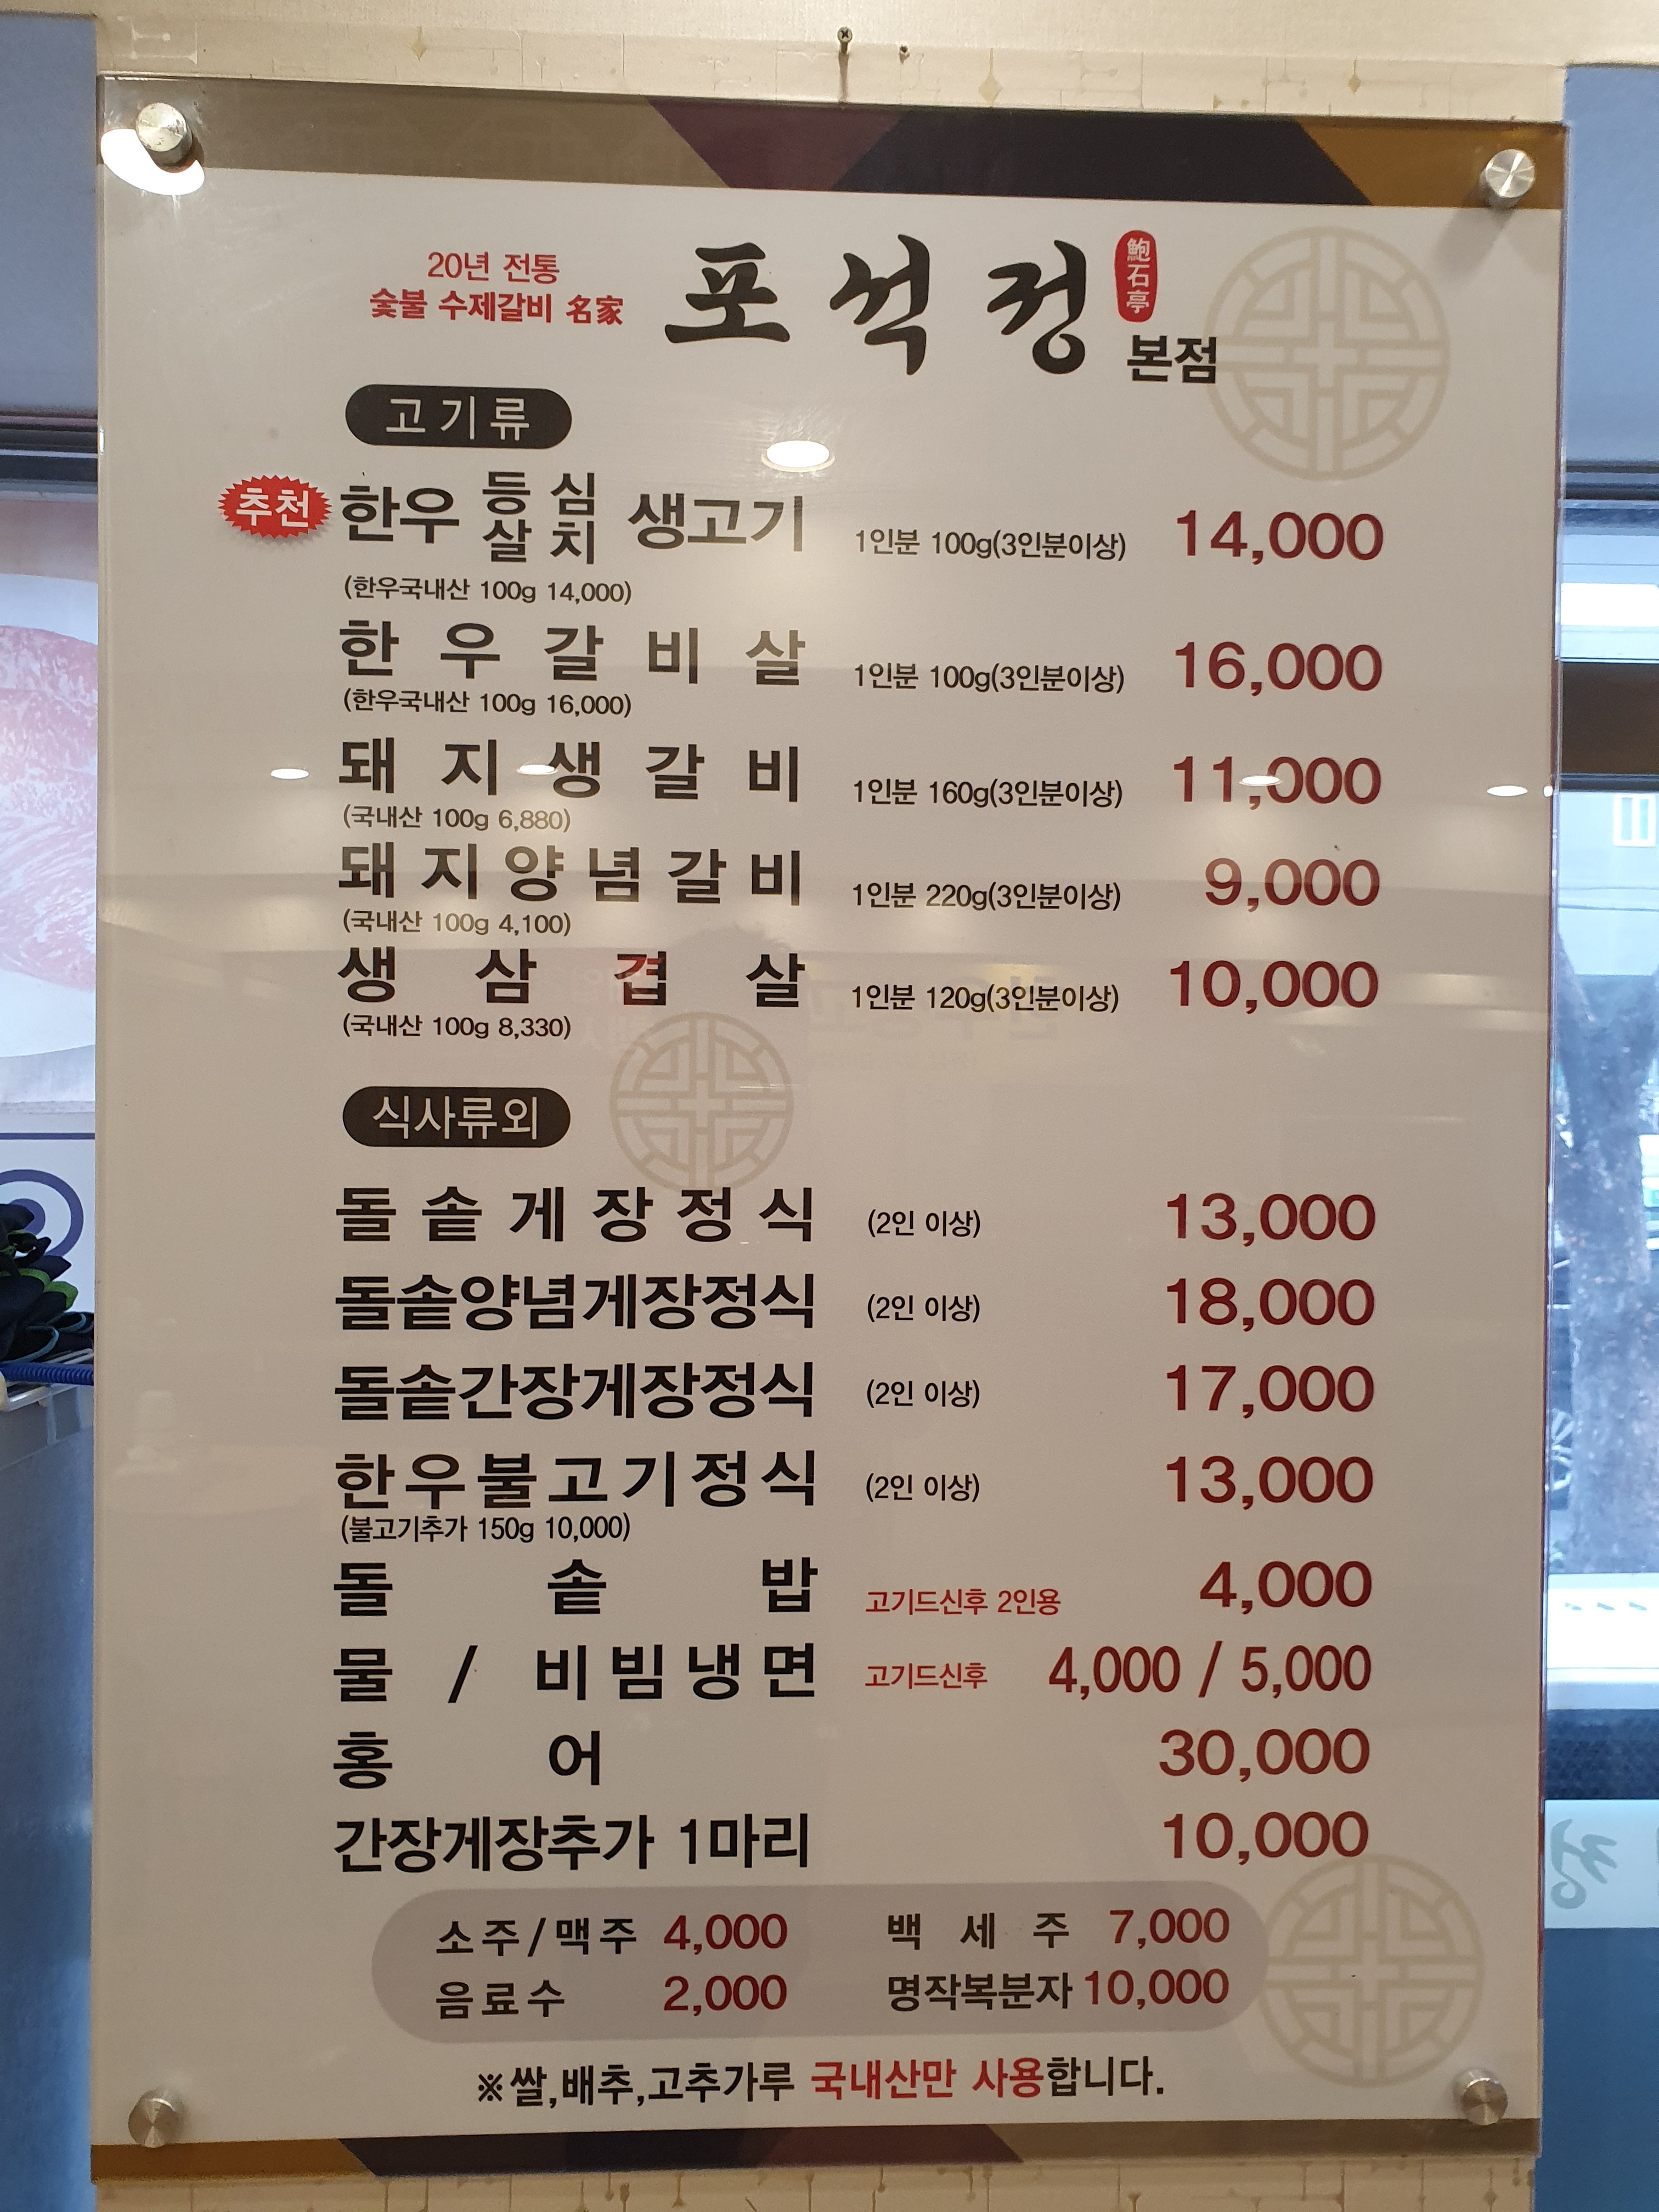 20년 전통
숯불 수제갈비 名家
포석정
鮑石亭
본점
고기류
추천 한우 등심 살치 생고기 1인분 100g(3인분이상) 14,000
(한우국내산 100g 14,000)
한우갈비살 1인분 100g(3인분이상) 16,000
(한우국내산 100g 16,000)
돼지생갈비 1인분 160g(3인분이상) 11,000
(국내산 100g 6,880)
돼지양념갈비 1인분 220g(3인분이상) 9,000
(국내산 100g 4,100)
생삼겹살 1인분 120g(3인분이상) 10,000
(국내산 100g 8,330)
식사류외
돌솥게장정식 (2인 이상) 13,000
돌솥양념게장정식 (2인 이상) 18,000
돌솥간장게장정식 (2인 이상) 17,000
한우불고기정식 (2인 이상) 13,000
(불고기추가 150g 10,000)
돌솥밥 고기드신후 2인용 4,000
물 / 비빔냉면 고기드신후 4,000 / 5,000
홍어 30,000
간장게장추가 1마리 10,000
소주/맥주 4,000 백세주 7,000
음료수 2,000 명작복분자 10,000
※쌀,배추,고추가루 국내산만 사용합니다.